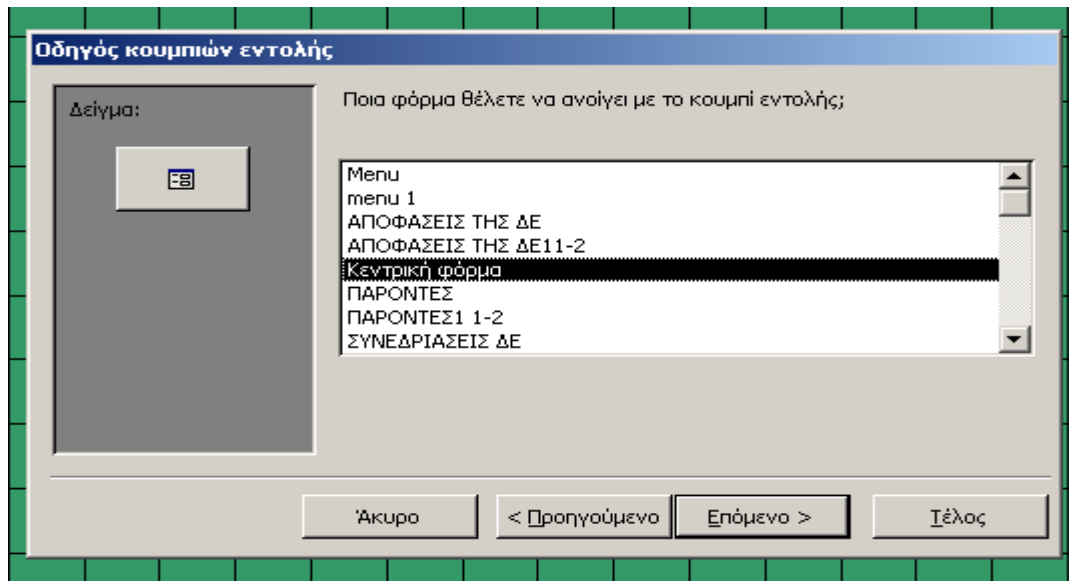 Οδηγός κουμπιών εντολής
Δείγμα:
Ποια φόρμα θέλετε να ανοίγει με το κουμπί εντολής;
Menu
menu 1
ΑΠΟΦΑΣΕΙΣ ΤΗΣ ΔΕ
ΑΠΟΦΑΣΕΙΣ ΤΗΣ ΔΕ11-2
Κεντρική φόρμα
ΠΑΡΟΝΤΕΣ
ΠΑΡΟΝΤΕΣ1 1-2
ΣΥΝΕΔΡΙΑΣΕΙΣ ΔΕ
Άκυρο
< Προηγούμενο
Επόμενο >
Τέλος